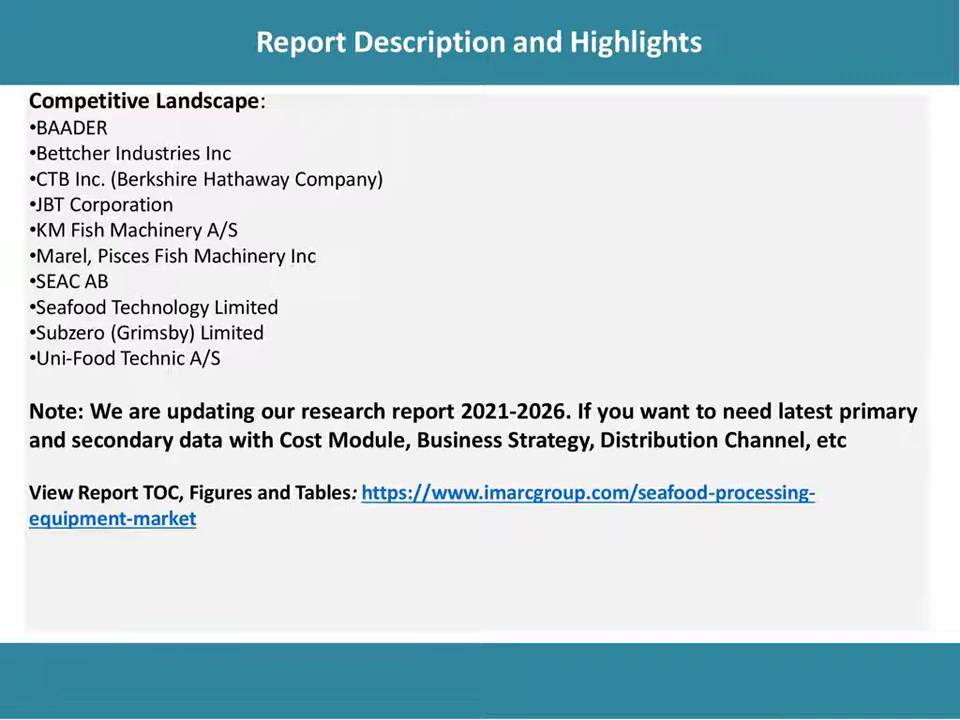 Report Description and Highlights
Competitive Landscape:
•BAADER
•Bettcher Industries Inc
•CTB Inc. (Berkshire Hathaway Company)
•JBT Corporation
•KM Fish Machinery A/S
•Marel, Pisces Fish Machinery Inc
•SEAC AB
•Seafood Technology Limited
•Subzero (Grimsby) Limited
•Uni-Food Technic A/S
Note: We are updating our research report 2021-2026. If you want to need latest primary
and secondary data with Cost Module, Business Strategy, Distribution Channel, etc
View Report TOC, Figures and Tables: https://www.imarcgroup.com/seafood-processing-
equipment-market